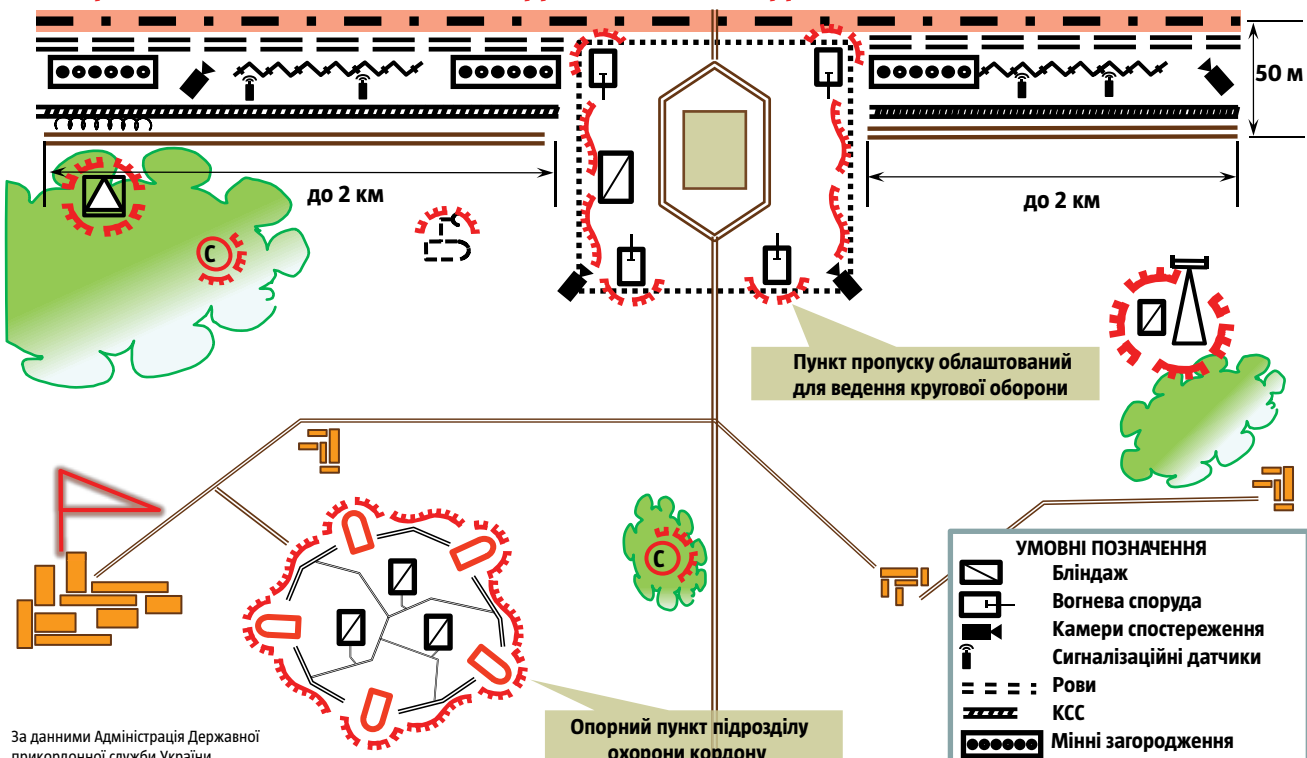 50 м
до 2 км
до 2 км
С
Пункт пропуску облаштований
для ведення кругової оборони
С
УМОВНІ ПОЗНАЧЕННЯ
Бліндаж
Вогнева споруда
Камери спостереження
Сигналізаційні датчики
Рови
КСС
Мінні загородження
Опорний пункт підрозділу
охорони кордону
За данними Адміністрація Державної
прикордонної служби України